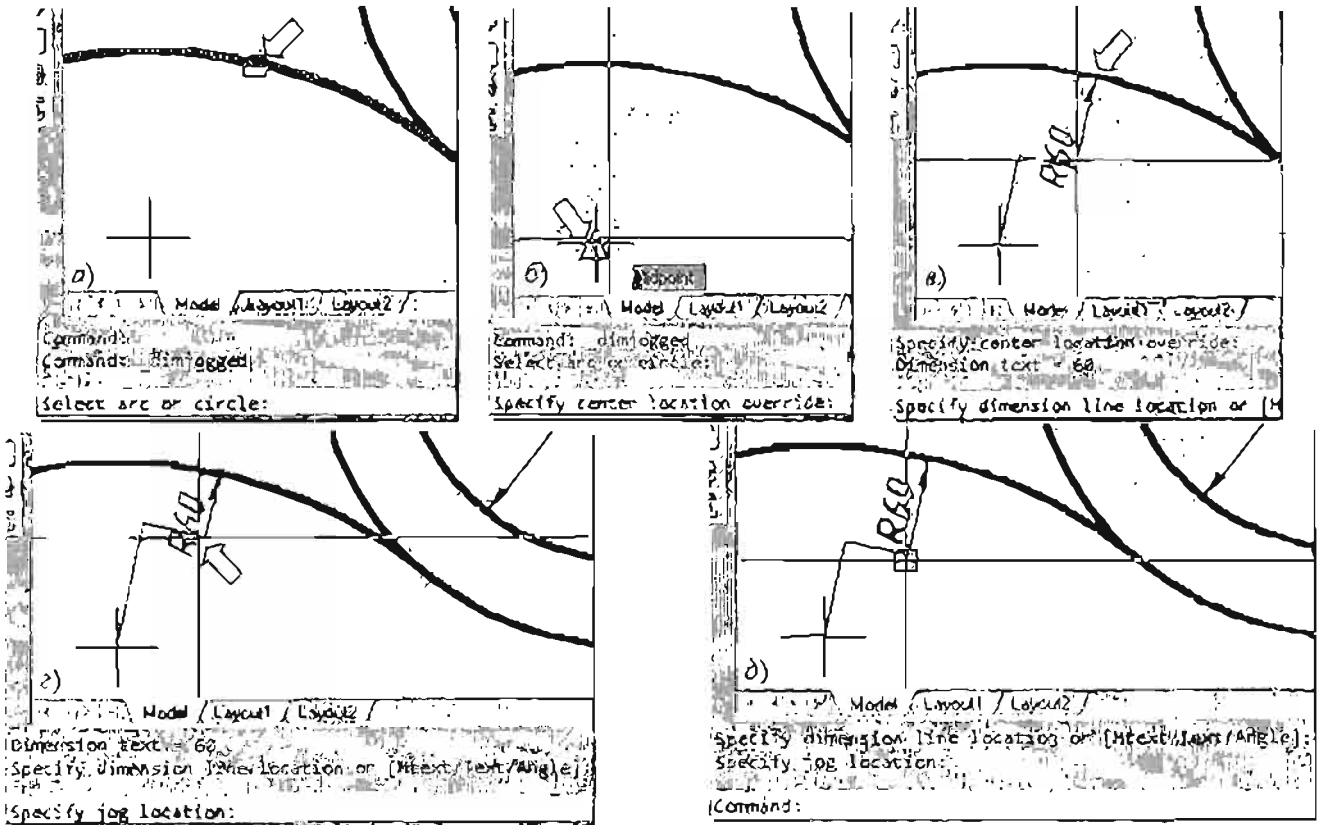 а)
Model Layout1 Layout2
Command:
Command: dimjogged
Select arc or circle:
б)
Midpoint
Model Layout1 Layout2
Command: dimjogged
Select arc or circle:
Specify center location override:
R60
в)
Model Layout1 Layout2
Specify center location override:
Dimension text = 60
Specify dimension line location or [M
R60
г)
Model Layout1 Layout2
Dimension text = 60
Specify dimension line location or [Mtext/Text/Angle]
Specify jog location:
R60
д)
Model Layout1 Layout2
Specify dimension line location or [Mtext/Text/Angle]:
Specify jog location:
Command: